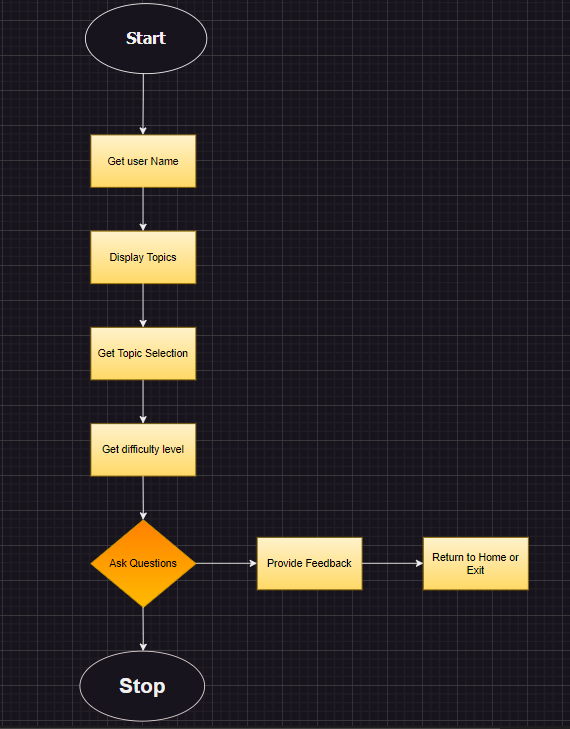 Start
Get user Name
Display Topics
Get Topic Selection
Get difficulty level
Ask Questions
Provide Feedback
Return to Home or
Exit
Stop